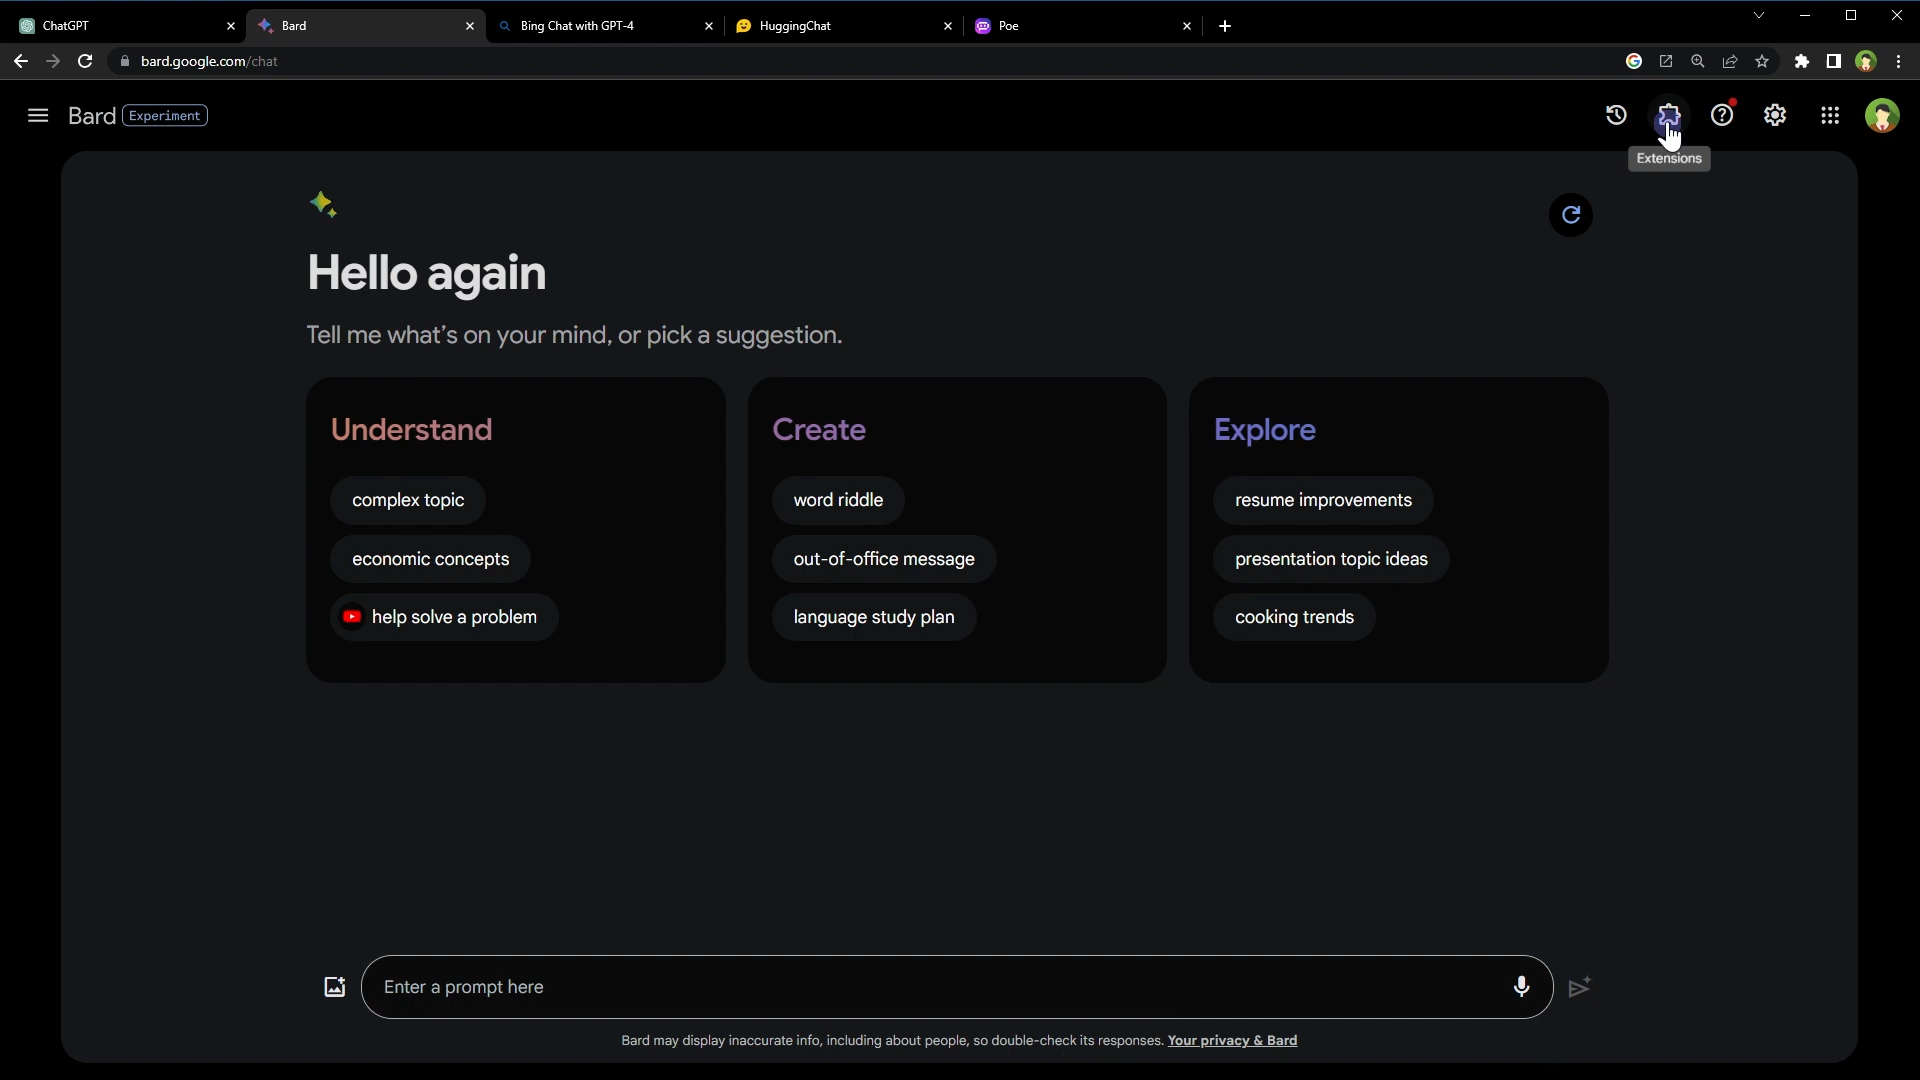 ChatGPT
Bard
Bing Chat with GPT-4
HuggingChat
Poe
bard.google.com/chat
Bard Experiment
Extensions
Hello again
Tell me what's on your mind, or pick a suggestion.
Understand
complex topic
economic concepts
help solve a problem
Create
word riddle
out-of-office message
language study plan
Explore
resume improvements
presentation topic ideas
cooking trends
Enter a prompt here
Bard may display inaccurate info, including about people, so double-check its responses. Your privacy & Bard